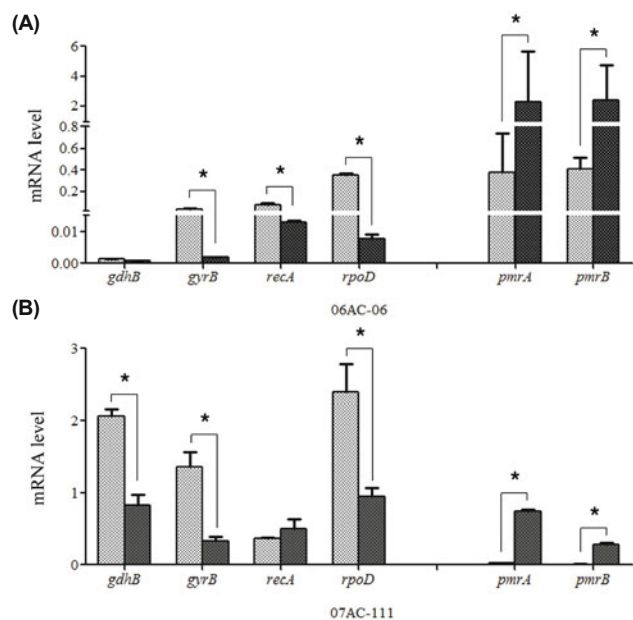 (A)
mRNA level
6
4
2
0.8
0.6
0.4
0.2
0.01
0.00
* * * * *
gdhB gyrB recA rpoD pmrA pmrB
06AC-06
(B)
mRNA level
3
2
1
0
* * * * *
gdhB gyrB recA rpoD pmrA pmrB
07AC-111